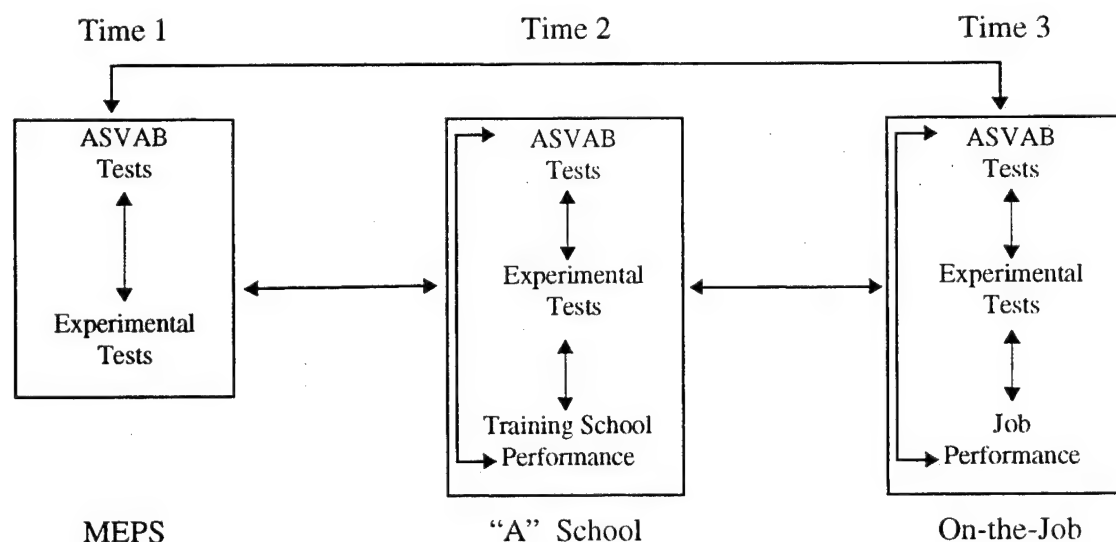 Time 1
Time 2
Time 3
ASVAB
Tests
Experimental
Tests
ASVAB
Tests
Experimental
Tests
Training School
Performance
ASVAB
Tests
Experimental
Tests
Job
Performance
MEPS
“A” School
On-the-Job